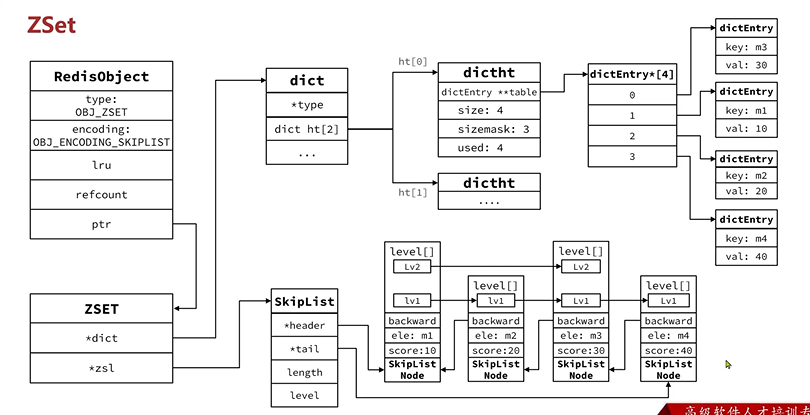 ZSet
RedisObject
type:
OBJ_ZSET
encoding:
OBJ_ENCODING_SKIPLIST
lru
refcount
ptr
ZSET
*dict
*zsl
dict
*type
dict ht[2]
...
ht[0]
dictht
dictEntry **table
size: 4
sizemask: 3
used: 4
ht[1]
dictht
....
dictEntry*[4]
0
1
2
3
dictEntry
key: m3
val: 30
dictEntry
key: m1
val: 10
dictEntry
key: m2
val: 20
dictEntry
key: m4
val: 40
SkipList
*header
*tail
length
level
level[]
Lv2
lv1
backward
ele: m1
score:10
SkipList
Node
level[]
lv1
backward
ele: m2
score:20
SkipList
Node
level[]
Lv2
Lv1
backward
ele: m3
score:30
SkipList
Node
level[]
Lv1
backward
ele: m4
score:40
SkipList
Node
高级软件人才培训